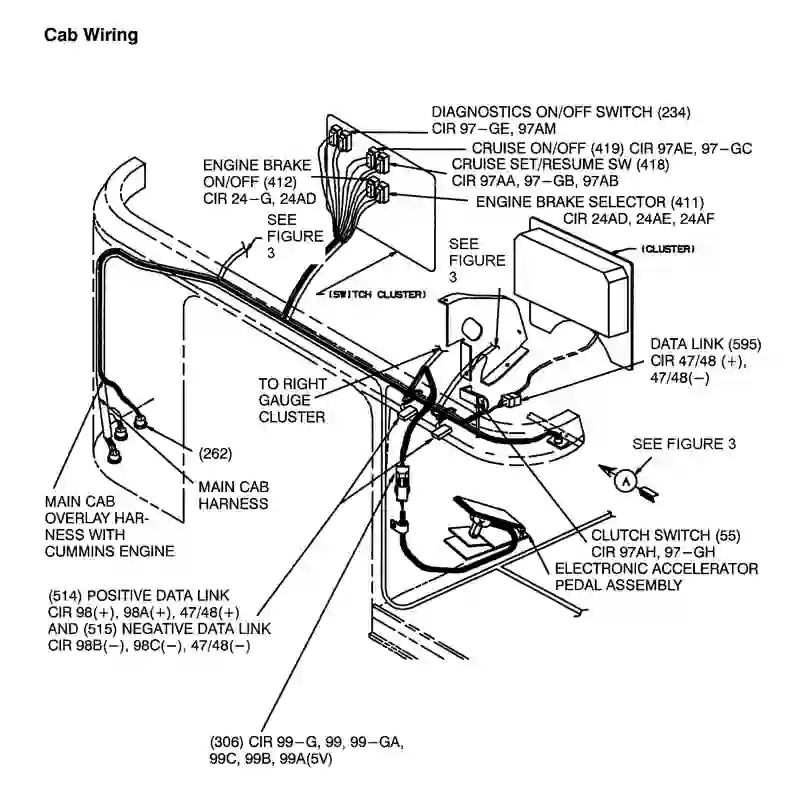 Cab Wiring
DIAGNOSTICS ON/OFF SWITCH (234)
CIR 97-GE, 97AM
CRUISE ON/OFF (419) CIR 97AE, 97-GC
CRUISE SET/RESUME SW (418)
CIR 97AA, 97-GB, 97AB
ENGINE BRAKE
ON/OFF (412)
CIR 24-G, 24AD
ENGINE BRAKE SELECTOR (411)
CIR 24AD, 24AE, 24AF
SEE
FIGURE
3
SEE
FIGURE
3
(CLUSTER)
(SWITCH CLUSTER)
DATA LINK (595)
CIR 47/48 (+),
47/48(-)
TO RIGHT
GAUGE
CLUSTER
(262)
SEE FIGURE 3
A
MAIN CAB
HARNESS
MAIN CAB
OVERLAY HAR-
NESS WITH
CUMMINS ENGINE
CLUTCH SWITCH (55)
CIR 97AH, 97-GH
ELECTRONIC ACCELERATOR
PEDAL ASSEMBLY
(514) POSITIVE DATA LINK
CIR 98(+), 98A(+), 47/48(+)
AND (515) NEGATIVE DATA LINK
CIR 98B(-), 98C(-), 47/48(-)
(306) CIR 99-G, 99, 99-GA,
99C, 99B, 99A(5V)